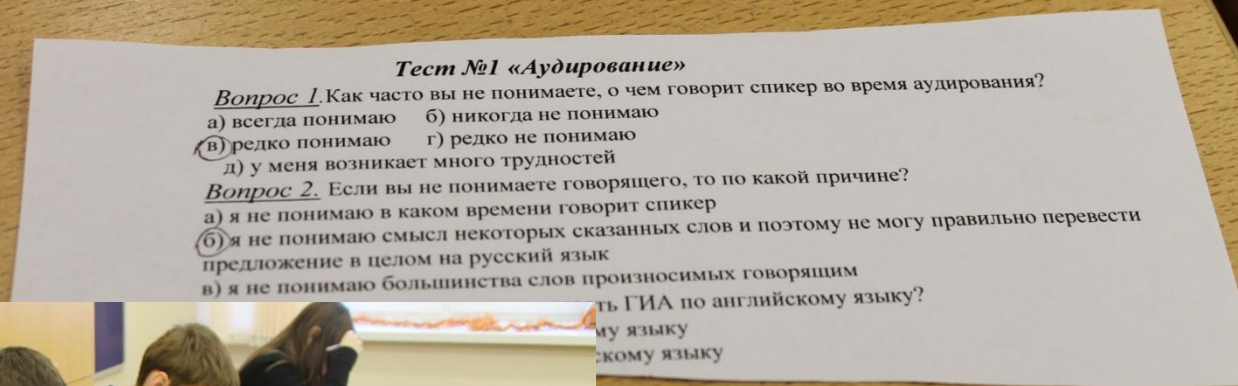 Тест №1 «Аудирование»
Вопрос 1.Как часто вы не понимаете, о чем говорит спикер во время аудирования?
а) всегда понимаю б) никогда не понимаю
в) редко понимаю г) редко не понимаю
д) у меня возникает много трудностей
Вопрос 2. Если вы не понимаете говорящего, то по какой причине?
а) я не понимаю в каком времени говорит спикер
б) я не понимаю смысл некоторых сказанных слов и поэтому не могу правильно перевести
предложение в целом на русский язык
в) я не понимаю большинства слов произносимых говорящим
ГИА по английскому языку?
языку
языку